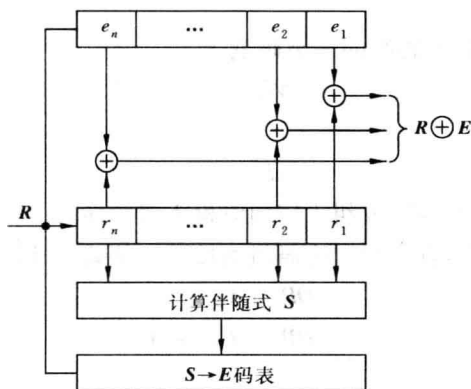 eₙ … e₂ e₁
R ⊕ E
R
rₙ … r₂ r₁
计算伴随式 S
S→E码表